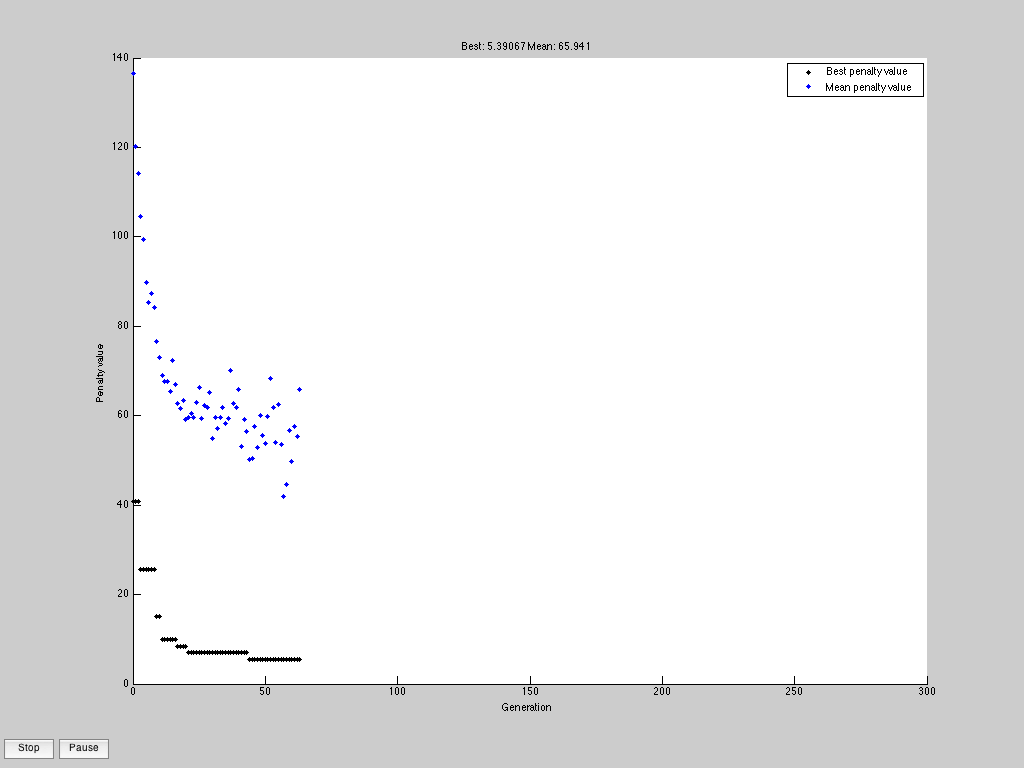 Best: 5.39067 Mean: 65.941
Best penalty value
Mean penalty value
140
120
100
80
60
40
20
0
Penalty value
0 50 100 150 200 250 300
Generation
Stop Pause